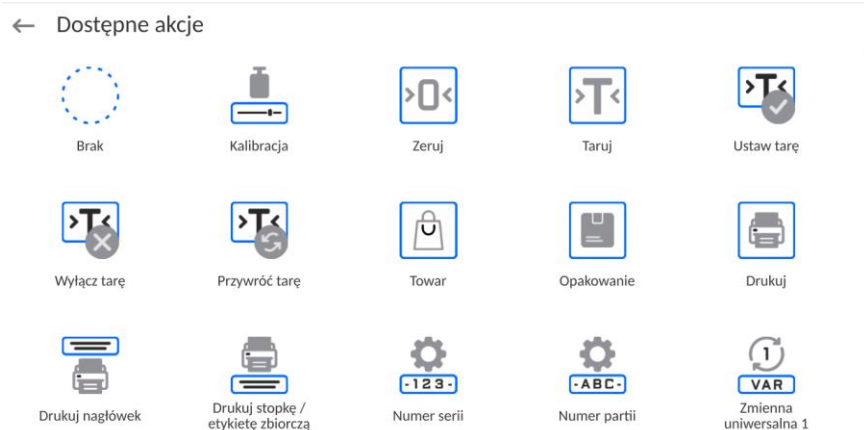 Dostępne akcje
>0<
>T<
>T<
Brak
Kalibracja
Zeruj
Taruj
Ustaw tarę
>T<
>T<
Wyłącz tarę
Przywróć tarę
Towar
Opakowanie
Drukuj
-123-
-ABC-
1
VAR
Drukuj nagłówek
Drukuj stopkę /
etykietę zbiorczą
Numer serii
Numer partii
Zmienna
uniwersalna 1